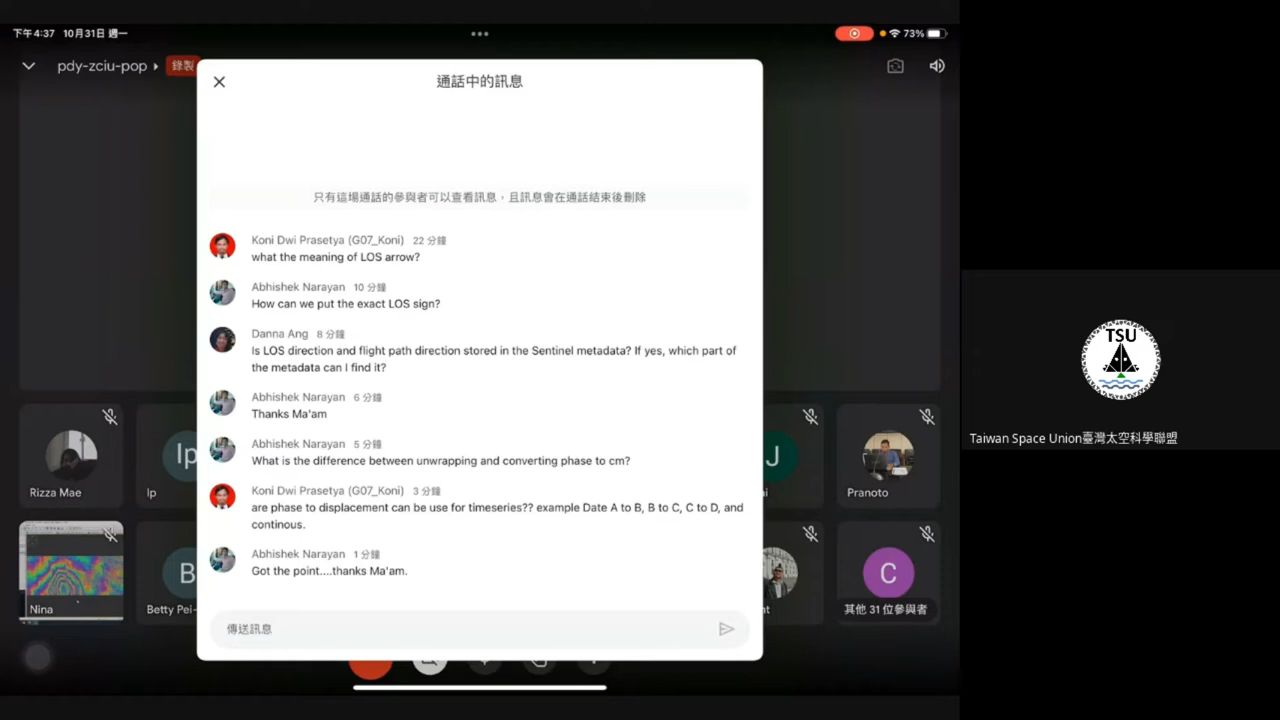 下午4:37 10月31日 週一
73%
pdy-zciu-pop
錄製
通話中的訊息
只有這場通話的參與者可以查看訊息，且訊息會在通話結束後刪除
Koni Dwi Prasetya (G07_Koni) 22 分鐘
what the meaning of LOS arrow?
Abhishek Narayan 10 分鐘
How can we put the exact LOS sign?
Danna Ang 8 分鐘
Is LOS direction and flight path direction stored in the Sentinel metadata? If yes, which part of
the metadata can I find it?
Abhishek Narayan 6 分鐘
Thanks Ma'am
Abhishek Narayan 5 分鐘
What is the difference between unwrapping and converting phase to cm?
Koni Dwi Prasetya (G07_Koni) 3 分鐘
are phase to displacement can be use for timeseries?? example Date A to B, B to C, C to D, and
continous.
Abhishek Narayan 1 分鐘
Got the point....thanks Ma'am.
傳送訊息
Rizza Mae
Ip
Ip
J
Pranoto
Nina
B
Betty Pei-
C
其他 31 位參與者
TSU
Taiwan Space Union臺灣太空科學聯盟